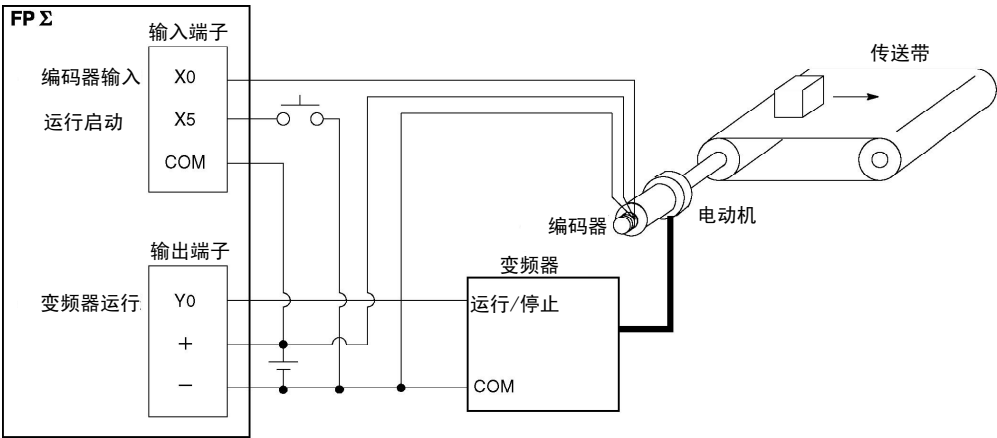 FPΣ
输入端子
传送带
编码器输入
X0
运行启动
X5
COM
编码器
电动机
输出端子
变频器
变频器运行
Y0
运行/停止
+
−
COM